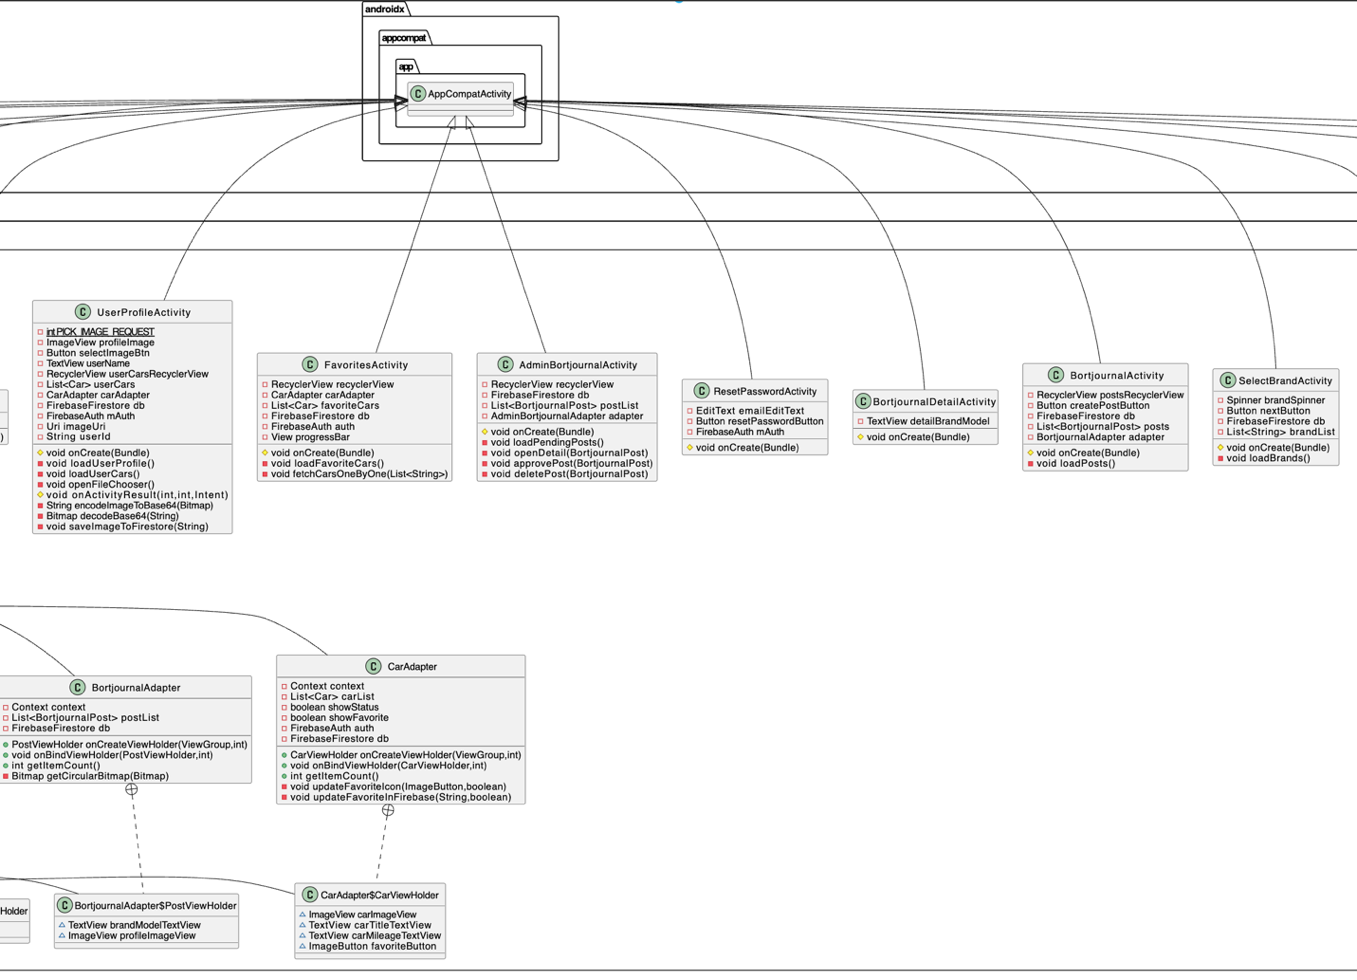 androidx
appcompat
app
C AppCompatActivity
C UserProfileActivity
int PICK_IMAGE_REQUEST
ImageView profileImage
Button selectImageBtn
TextView userName
RecyclerView userCarsRecyclerView
List<Car> userCars
CarAdapter carAdapter
FirebaseFirestore db
FirebaseAuth mAuth
Uri imageUri
String userId
void onCreate(Bundle)
void loadUserProfile()
void loadUserCars()
void openFileChooser()
void onActivityResult(int,int,Intent)
String encodeImageToBase64(Bitmap)
Bitmap decodeBase64(String)
void saveImageToFirestore(String)
C FavoritesActivity
RecyclerView recyclerView
CarAdapter carAdapter
List<Car> favoriteCars
FirebaseFirestore db
FirebaseAuth auth
View progressBar
void onCreate(Bundle)
void loadFavoriteCars()
void fetchCarsOneByOne(List<String>)
C AdminBortjournalActivity
RecyclerView recyclerView
FirebaseFirestore db
List<BortjournalPost> postList
AdminBortjournalAdapter adapter
void onCreate(Bundle)
void loadPendingPosts()
void openDetail(BortjournalPost)
void approvePost(BortjournalPost)
void deletePost(BortjournalPost)
C ResetPasswordActivity
EditText emailEditText
Button resetPasswordButton
FirebaseAuth mAuth
void onCreate(Bundle)
C BortjournalDetailActivity
TextView detailBrandModel
void onCreate(Bundle)
C BortjournalActivity
RecyclerView postsRecyclerView
Button createPostButton
FirebaseFirestore db
List<BortjournalPost> posts
BortjournalAdapter adapter
void onCreate(Bundle)
void loadPosts()
C SelectBrandActivity
Spinner brandSpinner
Button nextButton
FirebaseFirestore db
List<String> brandList
void onCreate(Bundle)
void loadBrands()
)
C BortjournalAdapter
Context context
List<BortjournalPost> postList
FirebaseFirestore db
PostViewHolder onCreateViewHolder(ViewGroup,int)
void onBindViewHolder(PostViewHolder,int)
int getItemCount()
Bitmap getCircularBitmap(Bitmap)
C CarAdapter
Context context
List<Car> carList
boolean showStatus
boolean showFavorite
FirebaseAuth auth
FirebaseFirestore db
CarViewHolder onCreateViewHolder(ViewGroup,int)
void onBindViewHolder(CarViewHolder,int)
int getItemCount()
void updateFavoriteIcon(ImageButton,boolean)
void updateFavoriteInFirebase(String,boolean)
Holder
C BortjournalAdapter$PostViewHolder
TextView brandModelTextView
ImageView profileImageView
C CarAdapter$CarViewHolder
ImageView carImageView
TextView carTitleTextView
TextView carMileageTextView
ImageButton favoriteButton